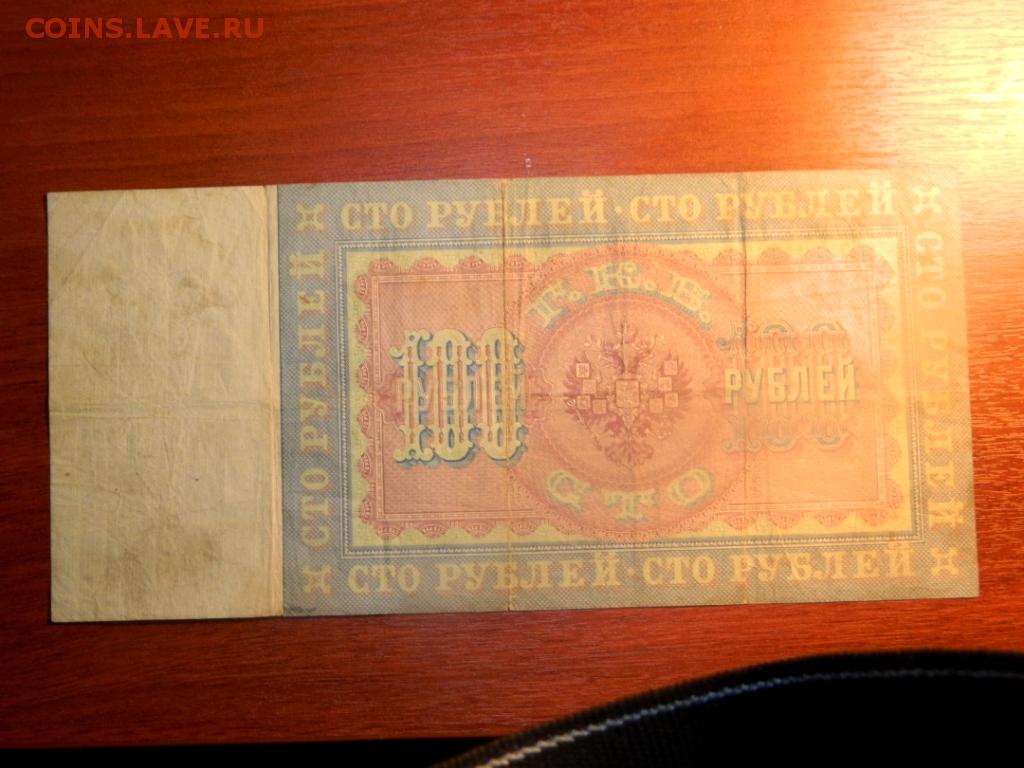 COINS.LAVE.RU
СТО РУБЛЕЙ · СТО РУБЛЕЙ
СТО РУБЛЕЙ
Г. К. Б.
100
РУБЛЕЙ
СТО
СТО РУБЛЕЙ
СТО РУБЛЕЙ · СТО РУБЛЕЙ